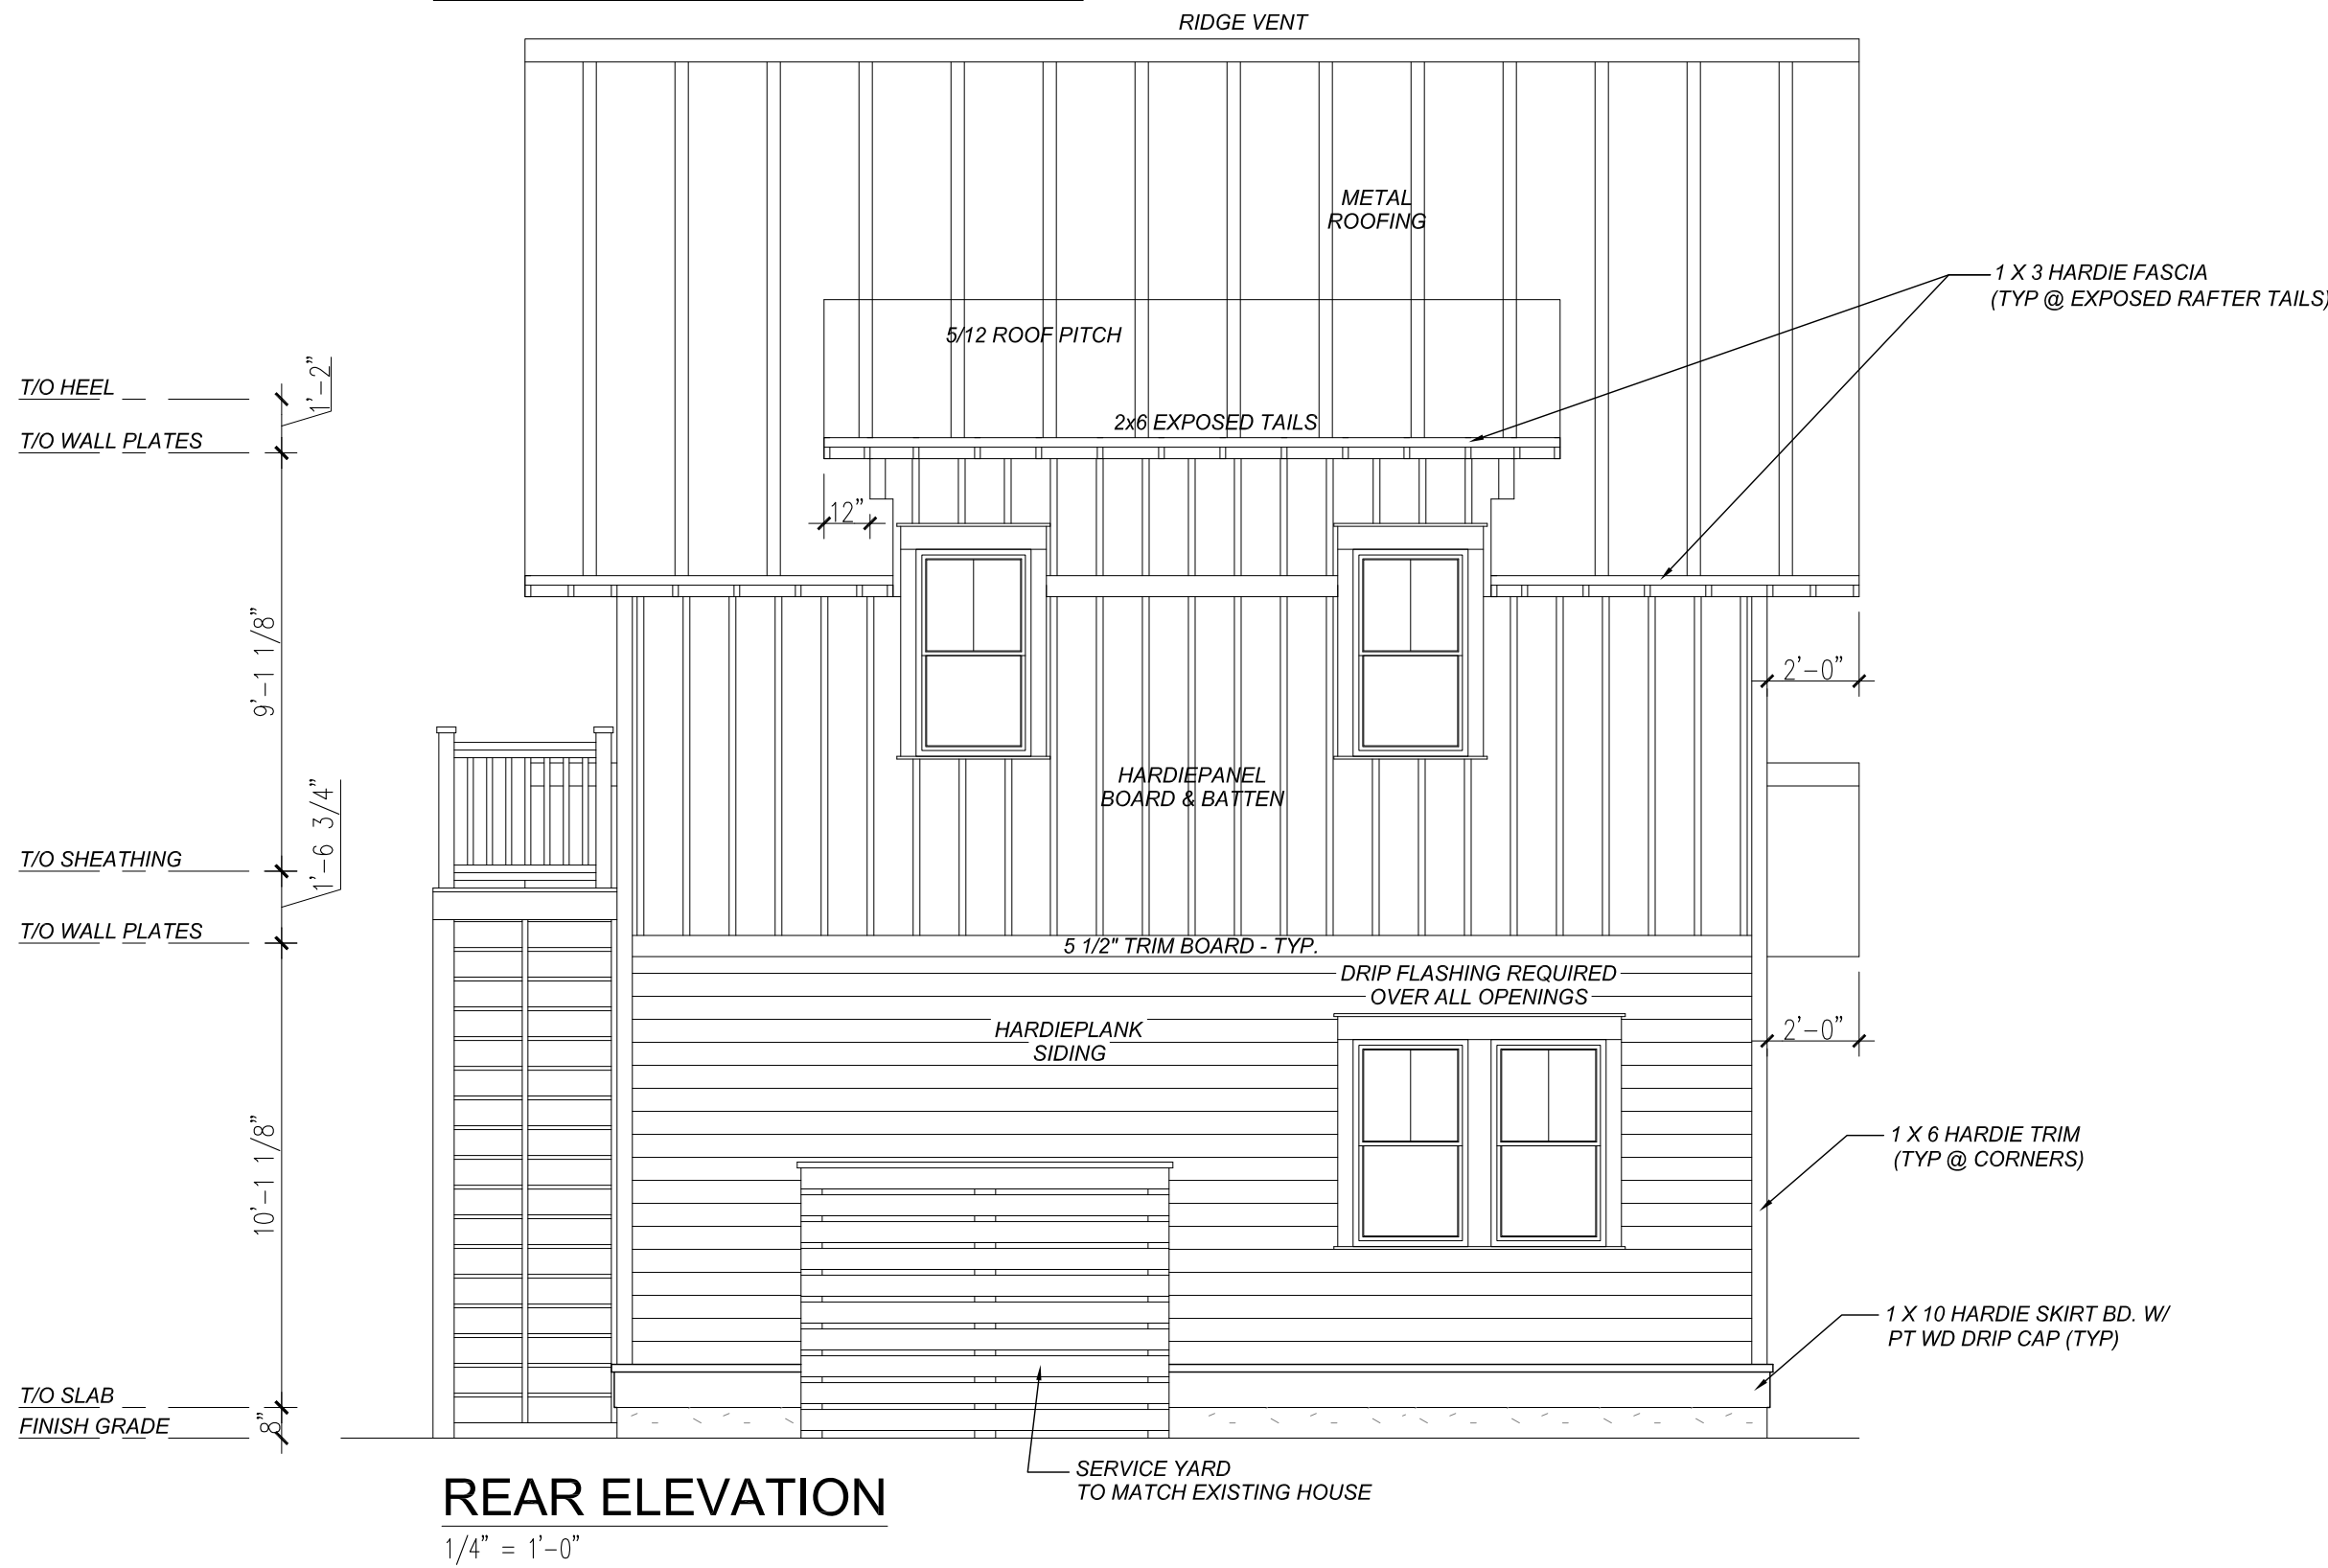 RIDGE VENT
METAL
ROOFING
1 X 3 HARDIE FASCIA
(TYP @ EXPOSED RAFTER TAILS)
5/12 ROOF PITCH
1'-2"
T/O HEEL
2x6 EXPOSED TAILS
T/O WALL PLATES
12"
9'-1 1/8"
2'-0"
HARDIEPANEL
BOARD & BATTEN
1'-6 3/4"
T/O SHEATHING
T/O WALL PLATES
5 1/2" TRIM BOARD - TYP.
DRIP FLASHING REQUIRED
OVER ALL OPENINGS
HARDIEPLANK
SIDING
2'-0"
10'-1 1/8"
1 X 6 HARDIE TRIM
(TYP @ CORNERS)
1 X 10 HARDIE SKIRT BD. W/
PT WD DRIP CAP (TYP)
T/O SLAB
8"
FINISH GRADE
SERVICE YARD
TO MATCH EXISTING HOUSE
REAR ELEVATION
1/4" = 1'-0"